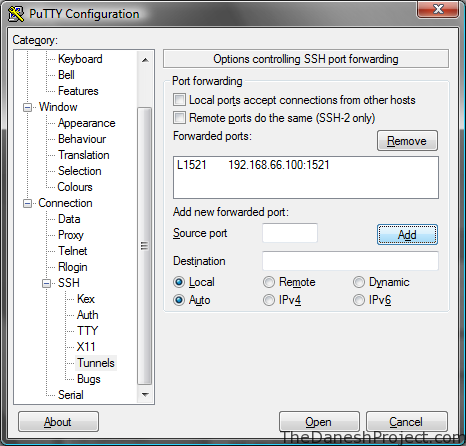 PuTTY Configuration
Category:
Keyboard
Bell
Features
Window
Appearance
Behaviour
Translation
Selection
Colours
Connection
Data
Proxy
Telnet
Rlogin
SSH
Kex
Auth
TTY
X11
Tunnels
Bugs
Serial
Options controlling SSH port forwarding
Port forwarding
Local ports accept connections from other hosts
Remote ports do the same (SSH-2 only)
Forwarded ports:
Remove
L1521 192.168.66.100:1521
Add new forwarded port:
Source port
Add
Destination
Local Remote Dynamic
Auto IPv4 IPv6
About Open Cancel
TheDaneshProject.com